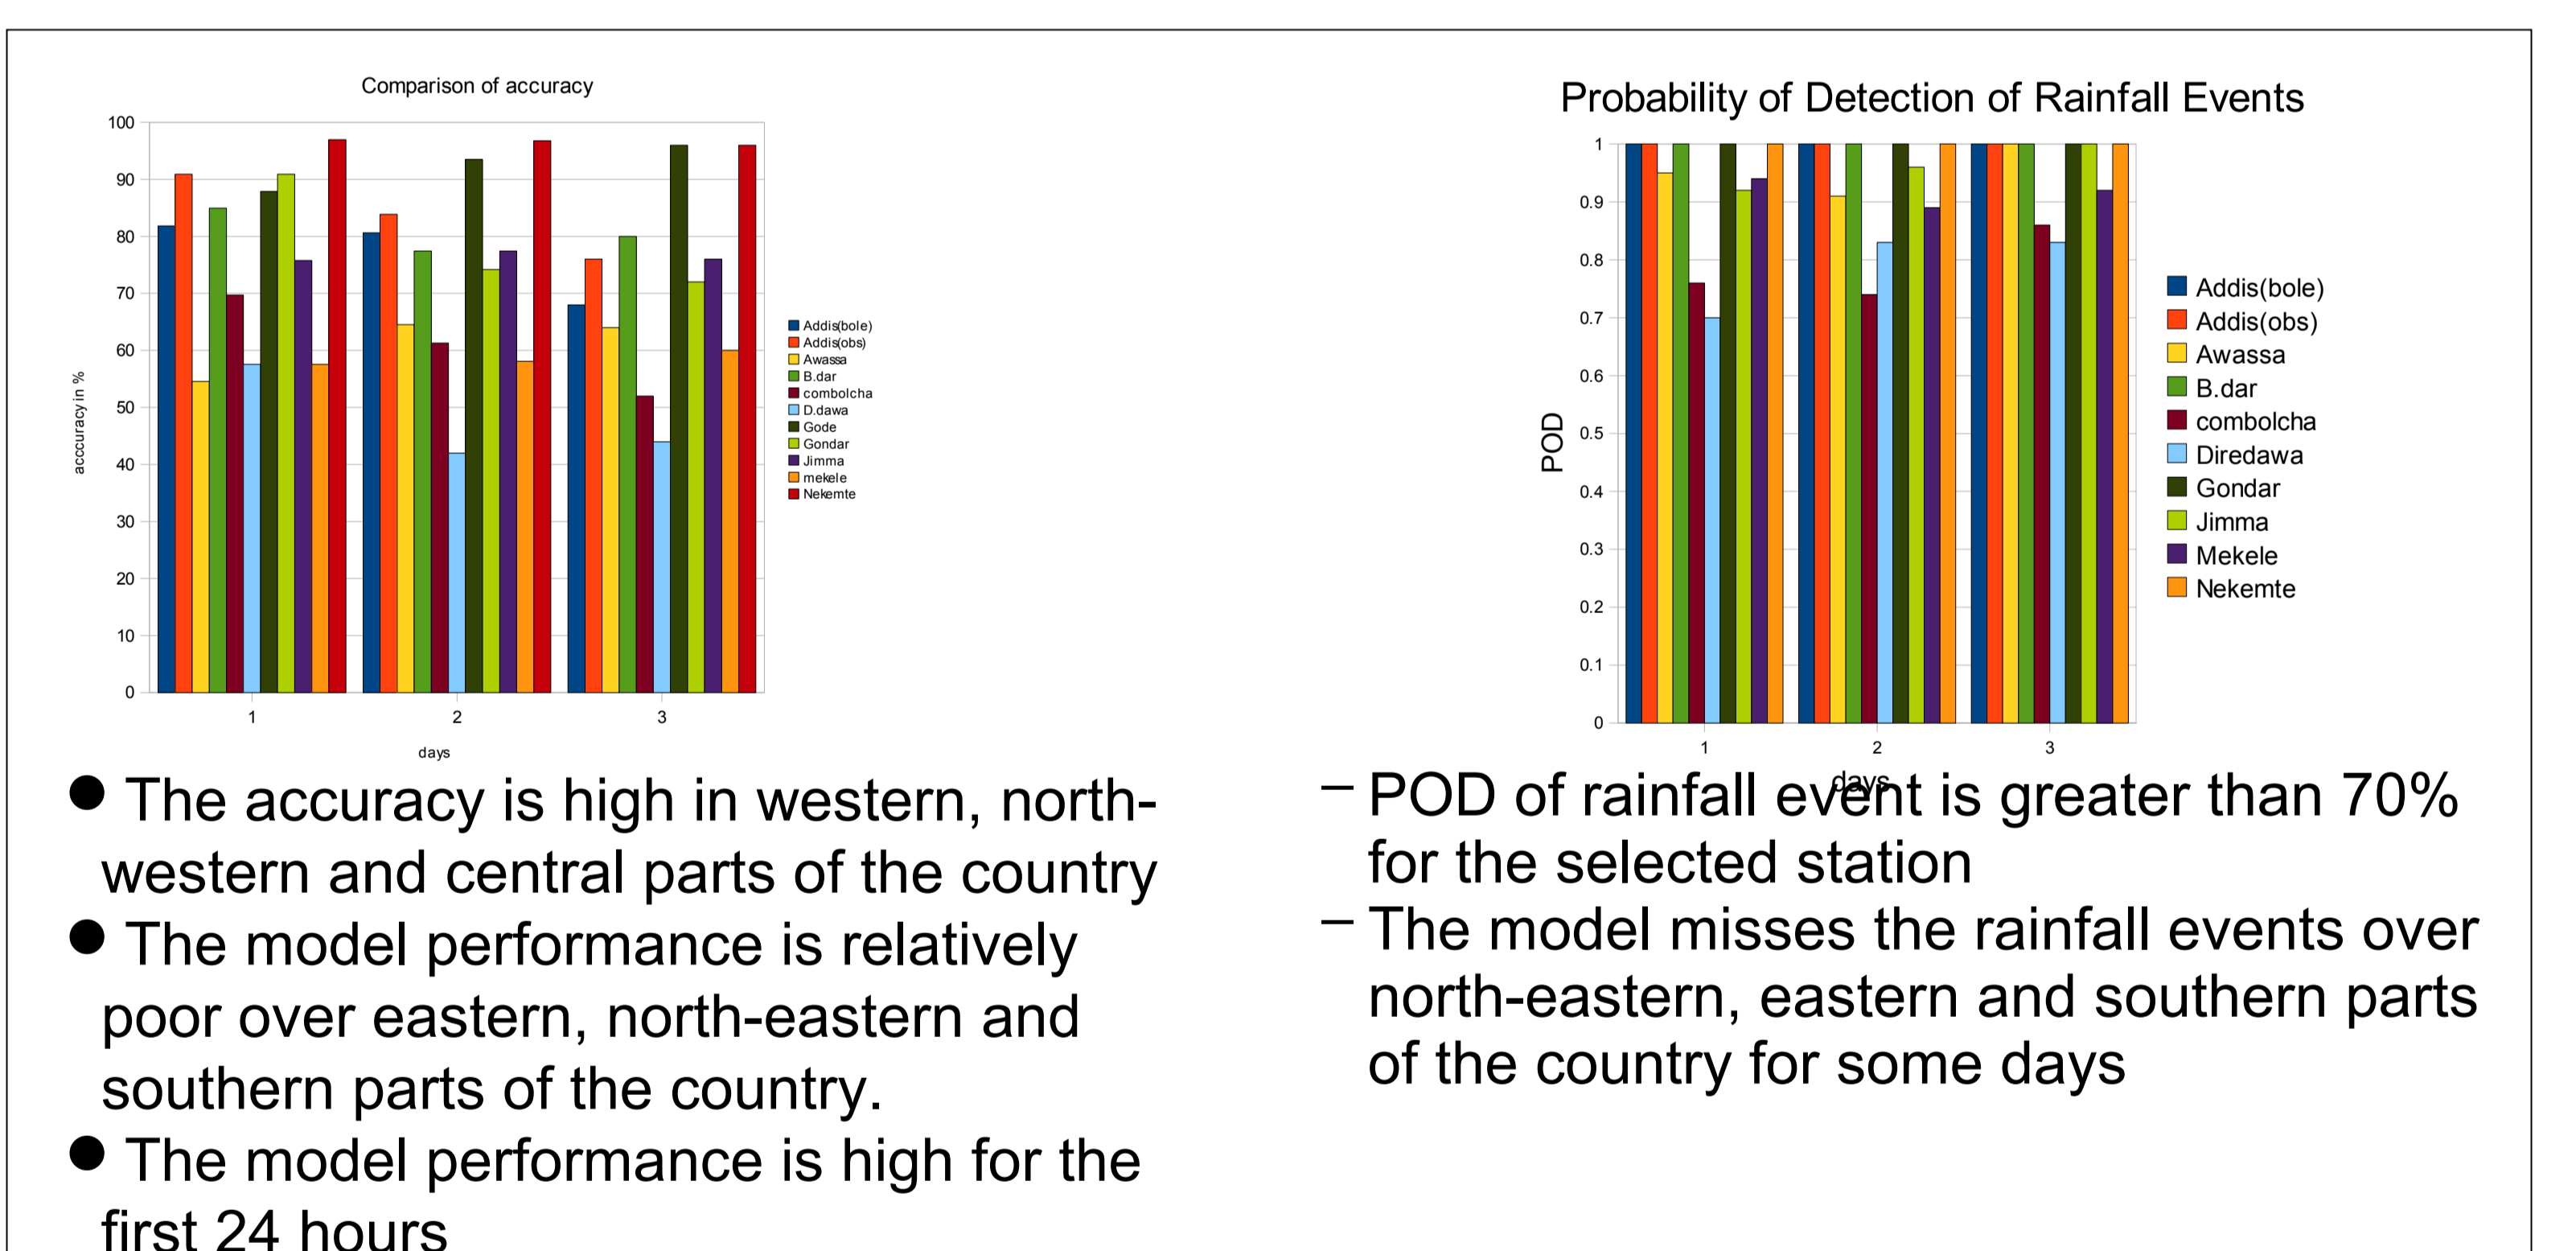 Comparison of accuracy
100
90
80
70
60
50
40
30
20
10
0
acccuracy in %
1 2 3
days
Addis(bole)
Addis(obs)
Awassa
B.dar
combolcha
D.dawa
Gode
Gondar
Jimma
mekele
Nekemte
● The accuracy is high in western, north-
western and central parts of the country
● The model performance is relatively
poor over eastern, north-eastern and
southern parts of the country.
● The model performance is high for the
first 24 hours
Probability of Detection of Rainfall Events
1
0.9
0.8
0.7
0.6
0.5
0.4
0.3
0.2
0.1
0
POD
1 2 3
days
Addis(bole)
Addis(obs)
Awassa
B.dar
combolcha
Diredawa
Gondar
Jimma
Mekele
Nekemte
– POD of rainfall event is greater than 70%
for the selected station
– The model misses the rainfall events over
north-eastern, eastern and southern parts
of the country for some days